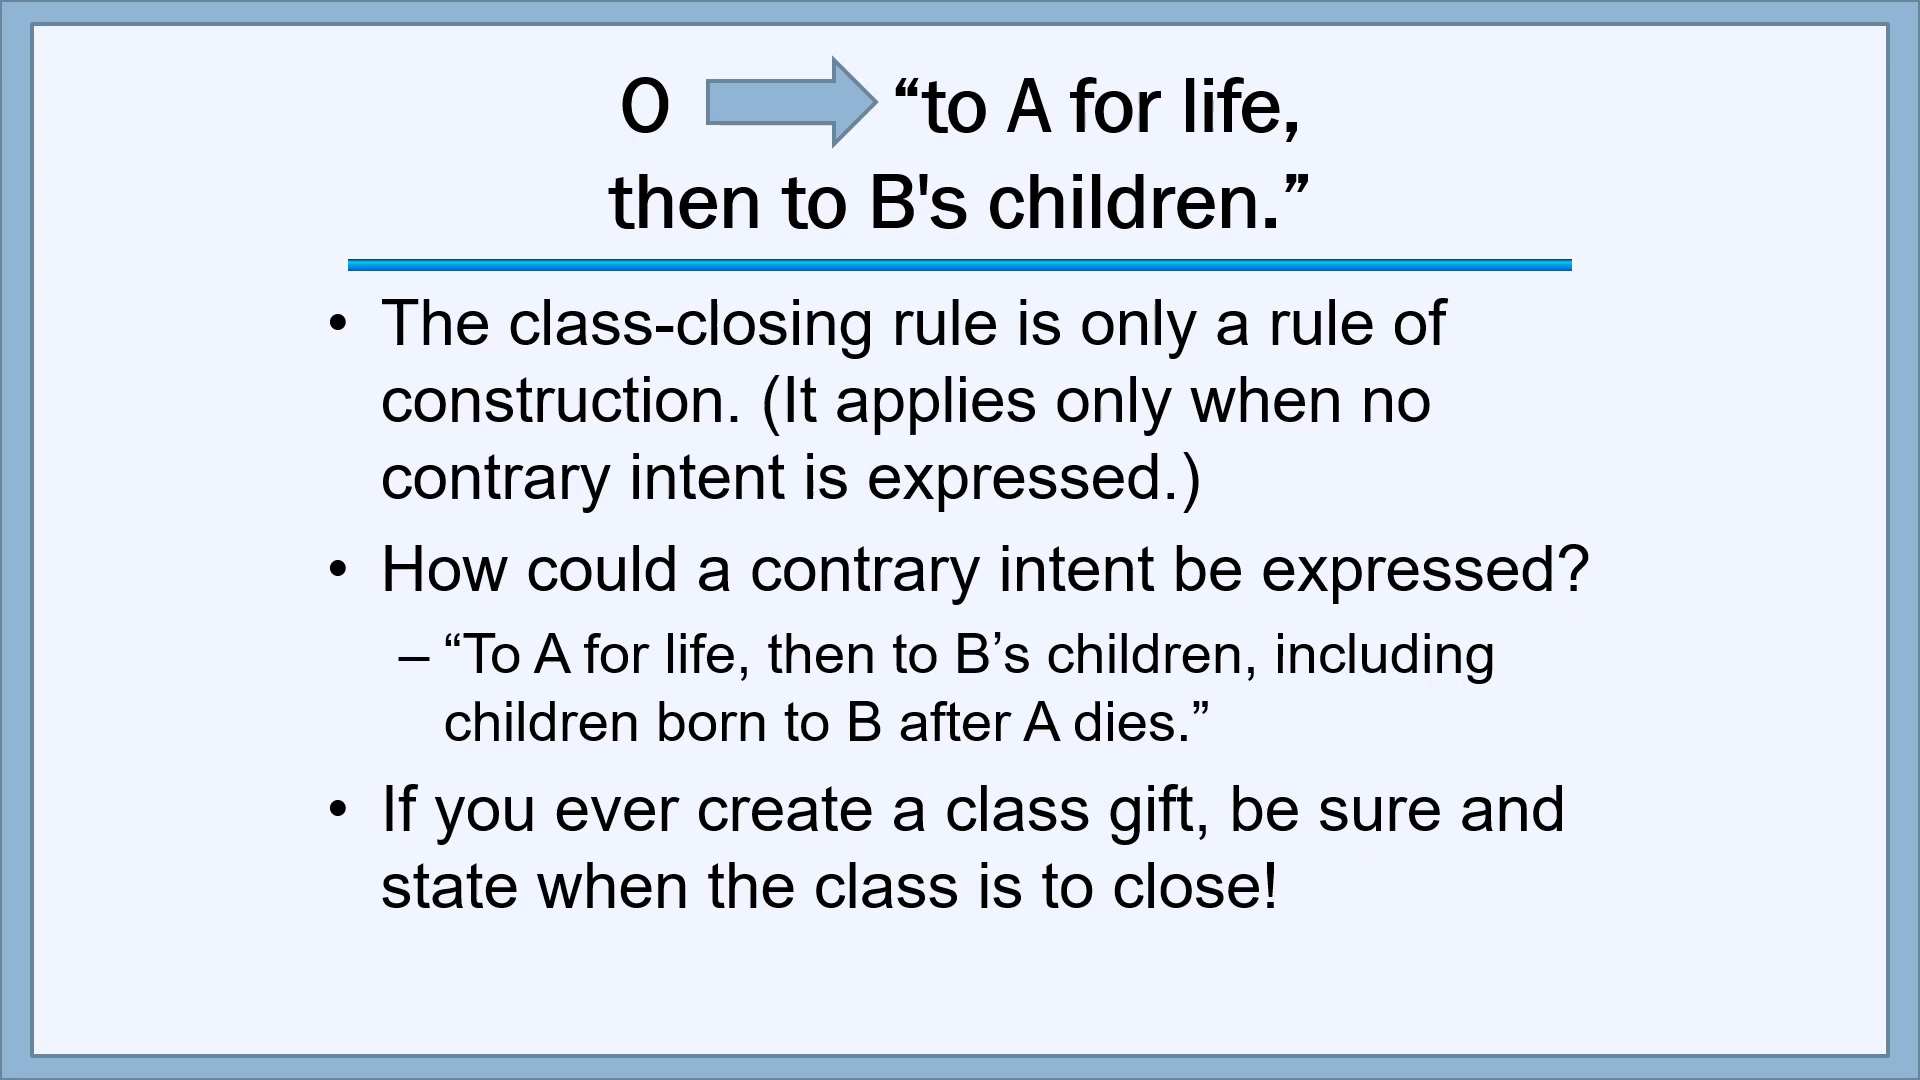 O “to A for life,
then to B's children.”
• The class-closing rule is only a rule of
construction. (It applies only when no
contrary intent is expressed.)
• How could a contrary intent be expressed?
– “To A for life, then to B’s children, including
children born to B after A dies.”
• If you ever create a class gift, be sure and
state when the class is to close!